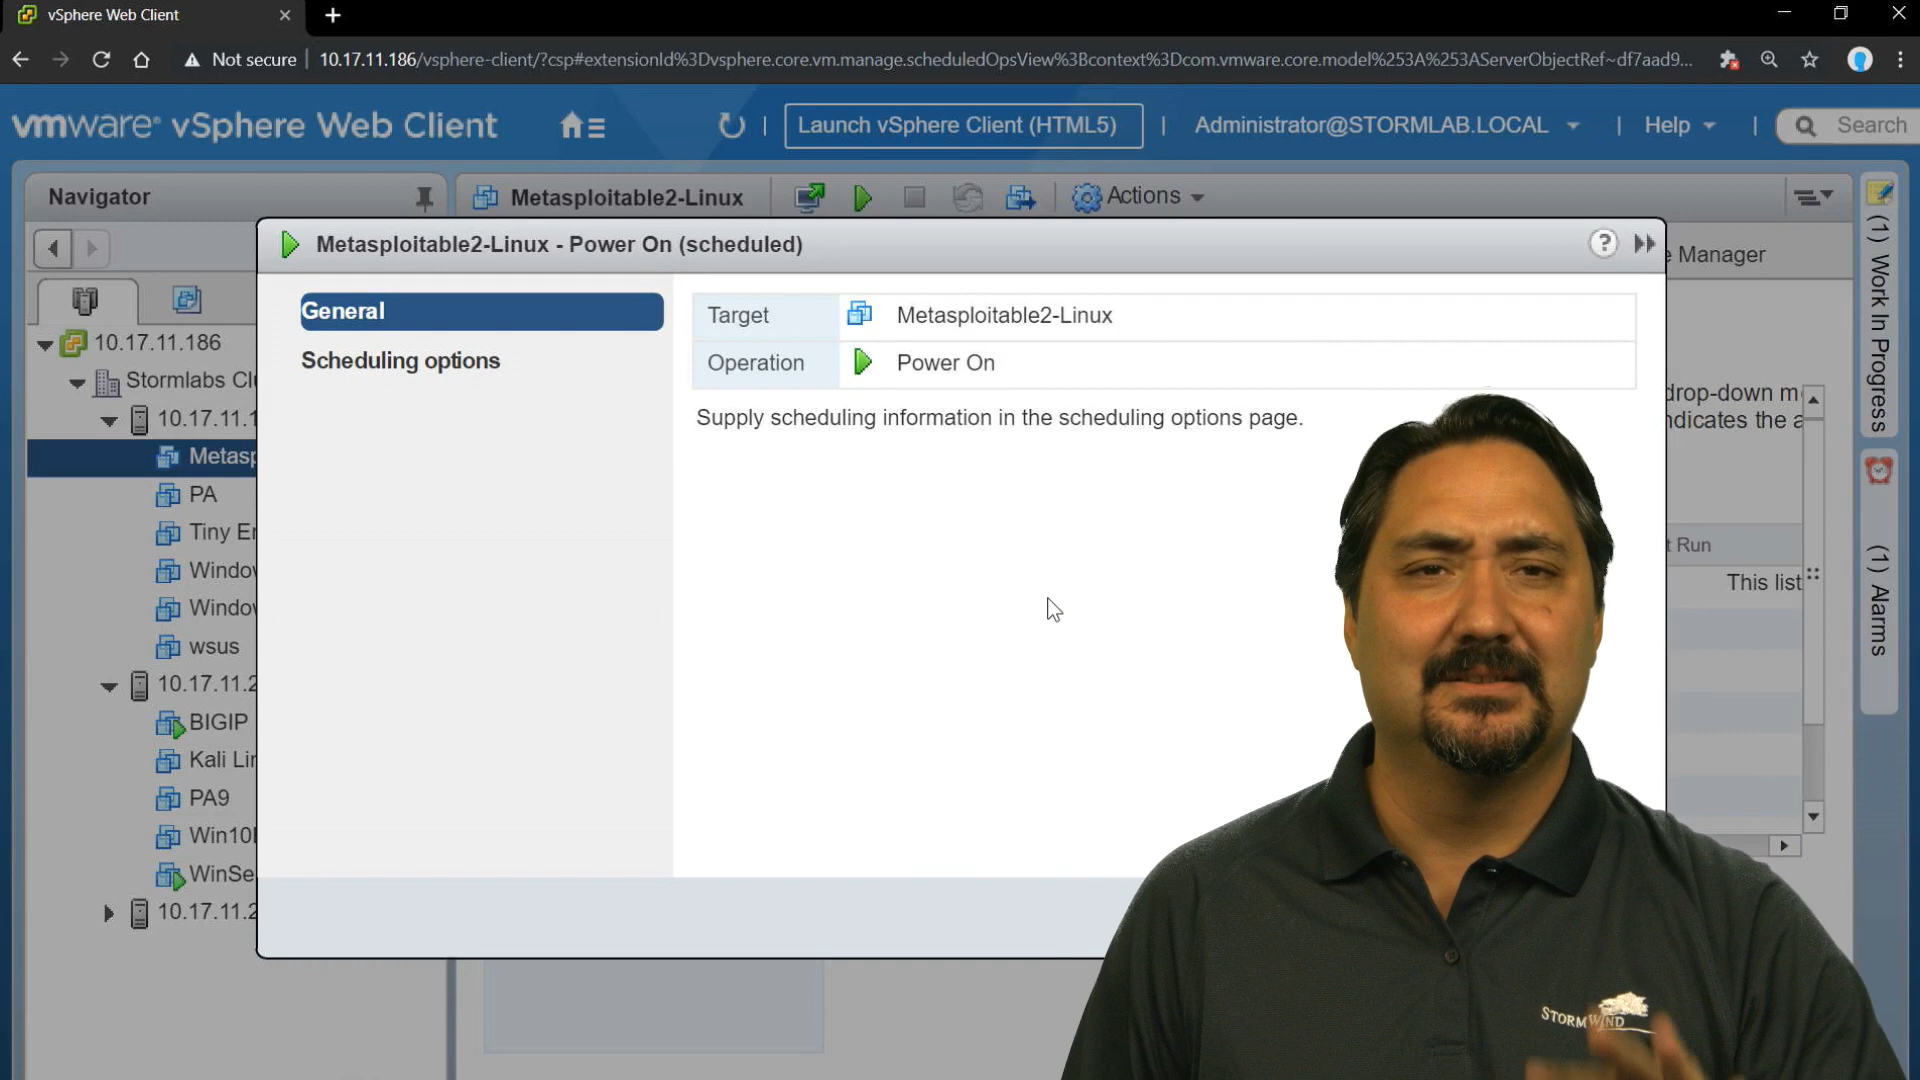 vSphere Web Client
Not secure
10.17.11.186/vsphere-client/?csp#extensionId%3Dvsphere.core.vm.manage.scheduledOpsView%3Bcontext%3Dcom.vmware.core.model%253A%253AServerObjectRef~df7aad9...
vmware® vSphere Web Client
Launch vSphere Client (HTML5)
Administrator@STORMLAB.LOCAL
Help
Search
Navigator
Metasploitable2-Linux
Actions
Metasploitable2-Linux - Power On (scheduled)
e Manager
General
Scheduling options
Target
Metasploitable2-Linux
Operation
Power On
Supply scheduling information in the scheduling options page.
10.17.11.186
Stormlabs Cl
10.17.11.1
Metasp
PA
Tiny
Windo
Windo
wsus
10.17.11.2
BIGIP
Kali Lin
PA9
Win10
WinSe
10.17.11.2
drop-down m
ndicates the a
t Run
This list
(1) Work In Progress
(1) Alarms
STORMWIND